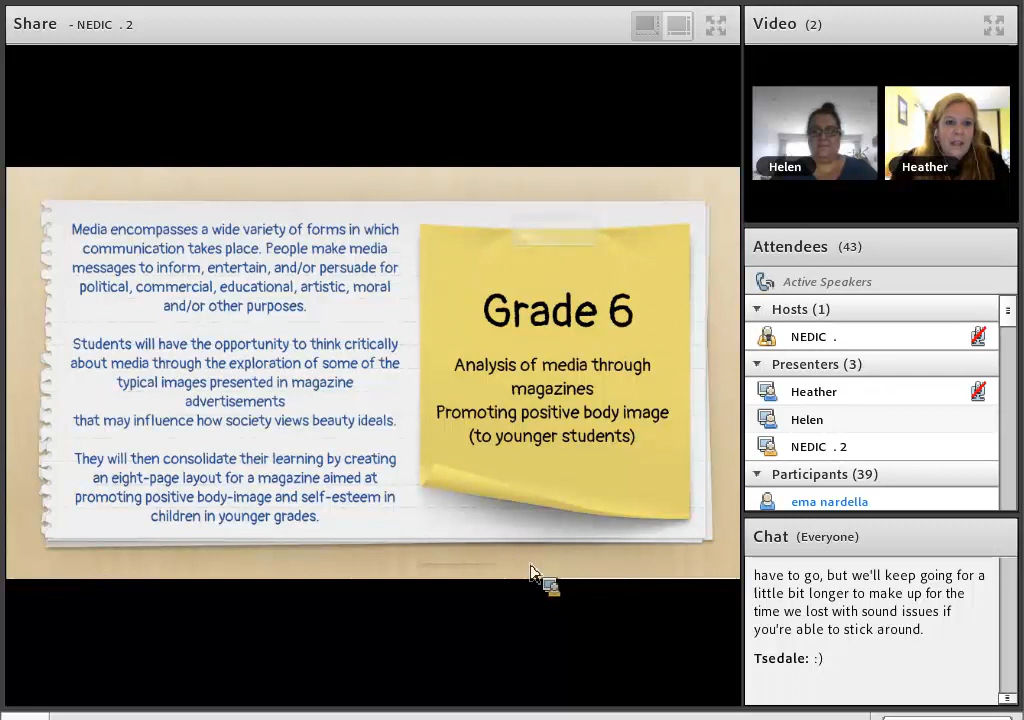 Share - NEDIC . 2
Media encompasses a wide variety of forms in which
communication takes place. People make media
messages to inform, entertain, and/or persuade for
political, commercial, educational, artistic, moral
and/or other purposes.
Students will have the opportunity to think critically
about media through the exploration of some of the
typical images presented in magazine
advertisements
that may influence how society views beauty ideals.
They will then consolidate their learning by creating
an eight-page layout for a magazine aimed at
promoting positive body-image and self-esteem in
children in younger grades.
Grade 6
Analysis of media through
magazines
Promoting positive body image
(to younger students)
Video (2)
Helen
Heather
Attendees (43)
Active Speakers
Hosts (1)
NEDIC .
Presenters (3)
Heather
Helen
NEDIC . 2
Participants (39)
ema nardella
Chat (Everyone)
have to go, but we'll keep going for a
little bit longer to make up for the
time we lost with sound issues if
you're able to stick around.
Tsedale: :)